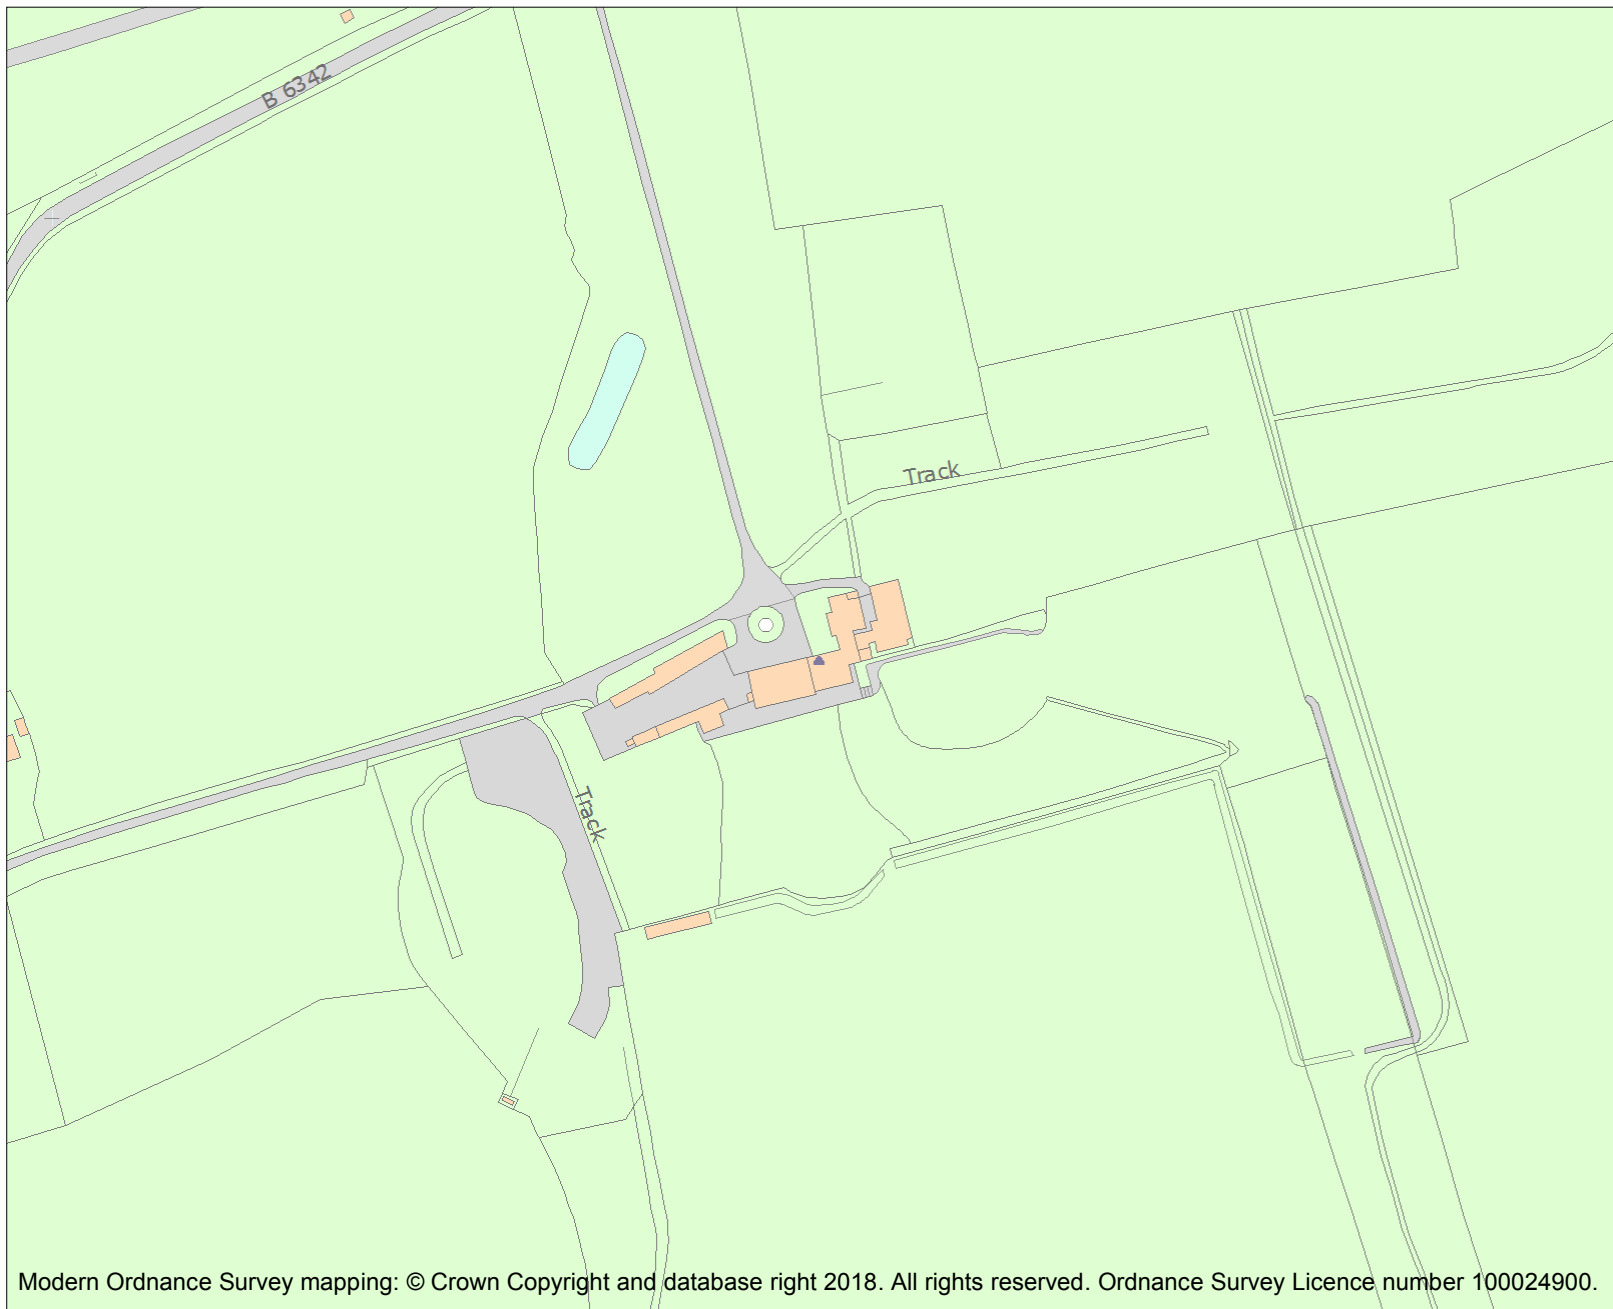 B 6342
Track
Track
Modern Ordnance Survey mapping: © Crown Copyright and database right 2018. All rights reserved. Ordnance Survey Licence number 100024900.